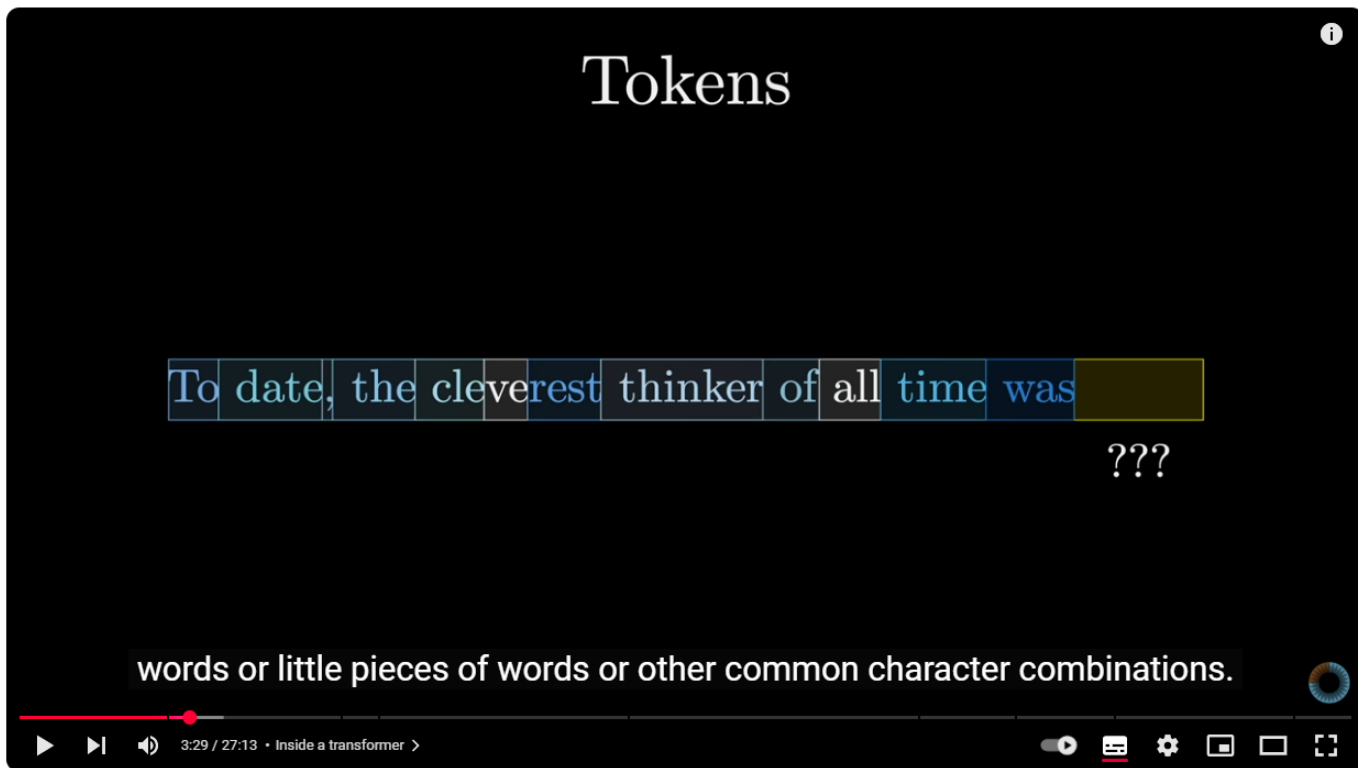 Tokens
To date, the cleverest thinker of all time was
???
words or little pieces of words or other common character combinations.
3:29 / 27:13 • Inside a transformer